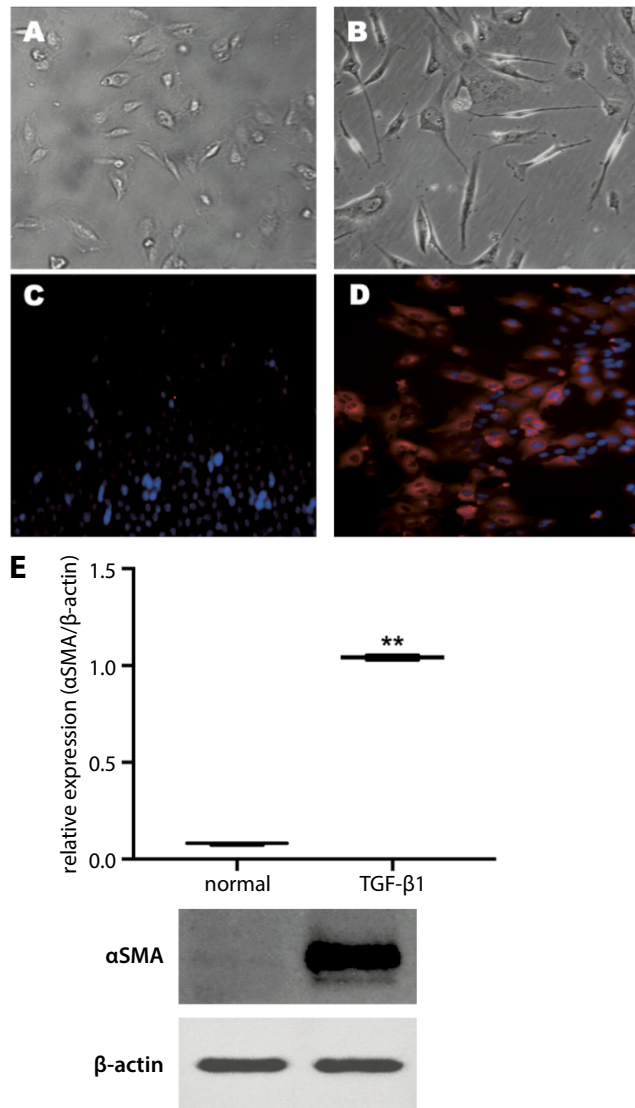 A
B
C
D
E
relative expression (αSMA/β-actin)
1.5
1.0
0.5
0.0
**
normal
TGF-β1
αSMA
β-actin